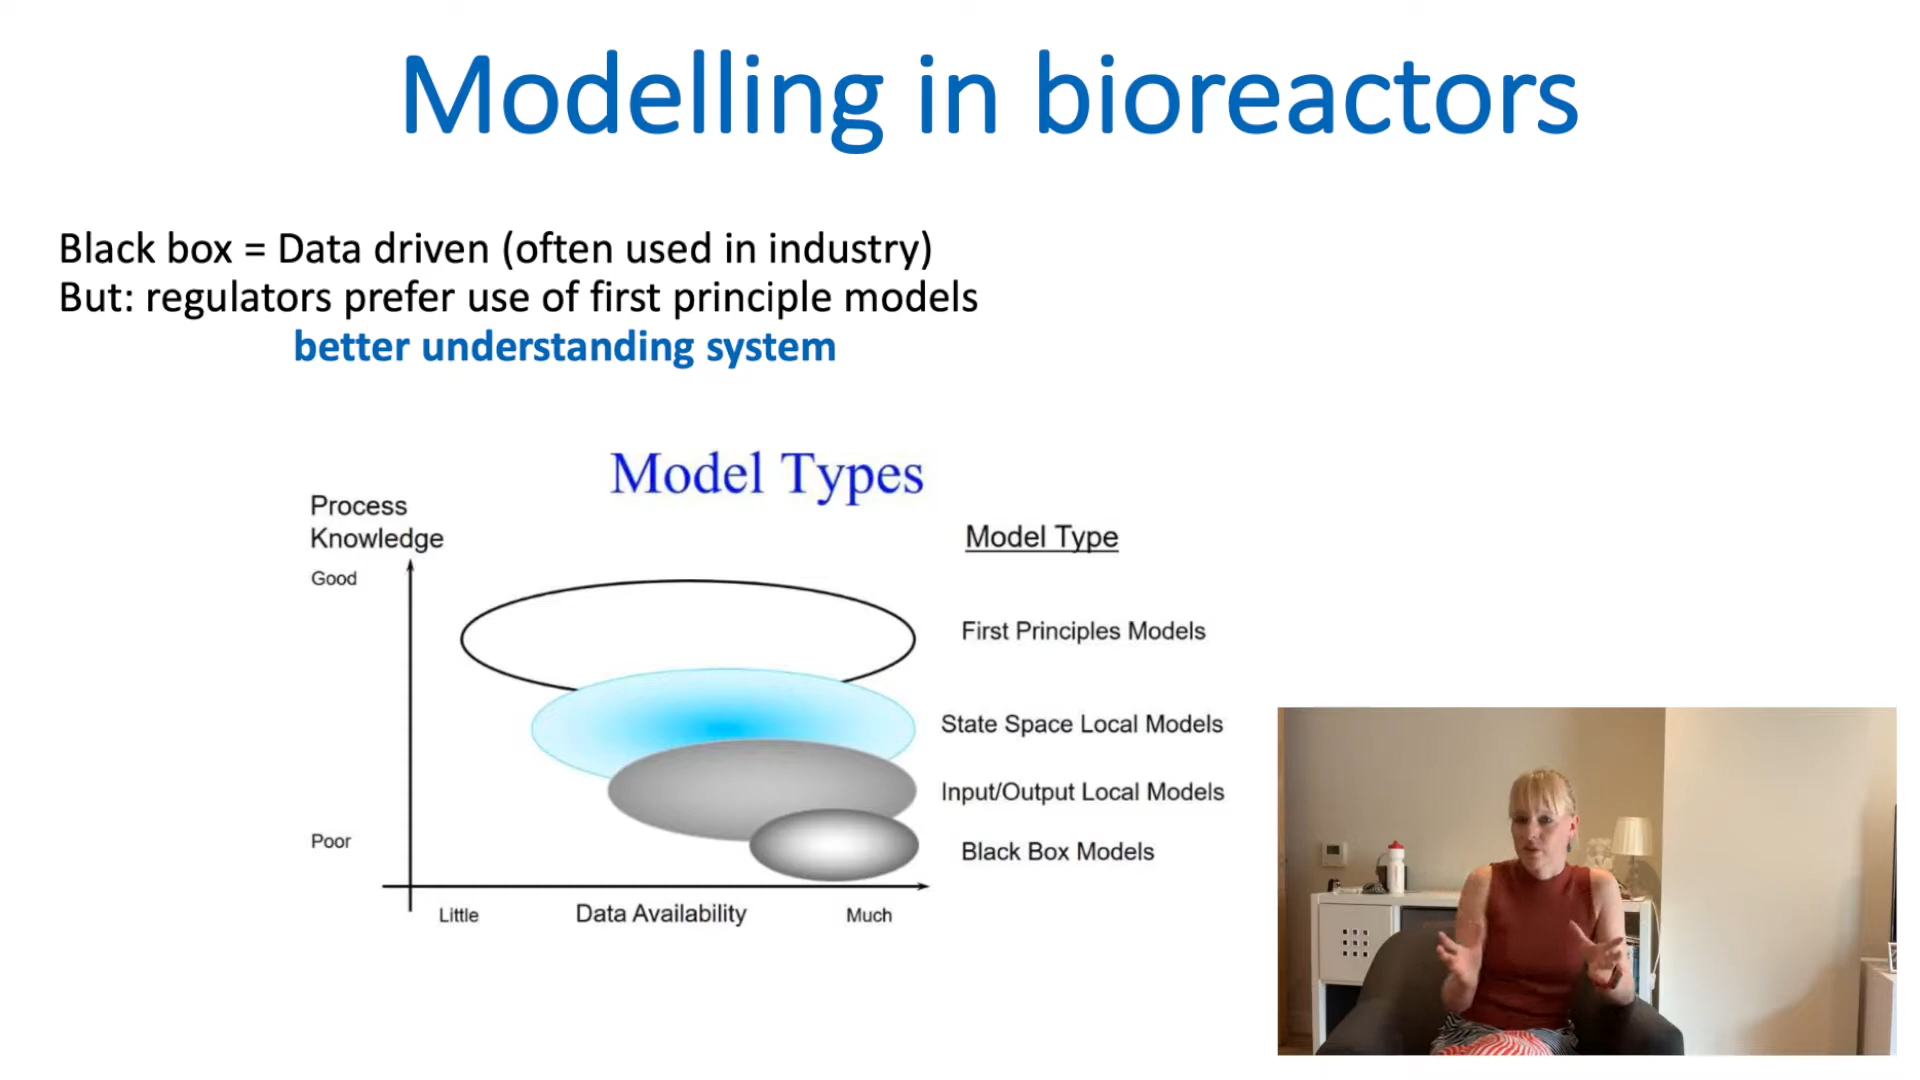 Modelling in bioreactors
Black box = Data driven (often used in industry)
But: regulators prefer use of first principle models
better understanding system
Model Types
Process
Knowledge
Good
Poor
Little
Data Availability
Much
Model Type
First Principles Models
State Space Local Models
Input/Output Local Models
Black Box Models